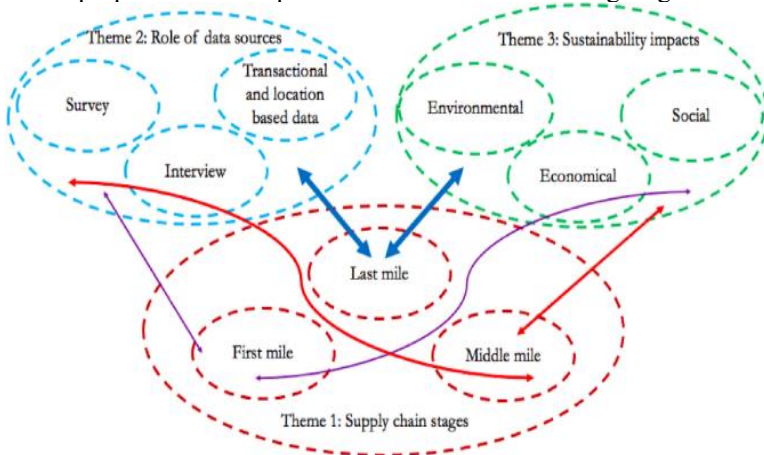 Theme 2: Role of data sources
Transactional
and location
based data
Survey
Interview
Theme 3: Sustainability impacts
Environmental
Social
Economical
Last mile
First mile
Middle mile
Theme 1: Supply chain stages